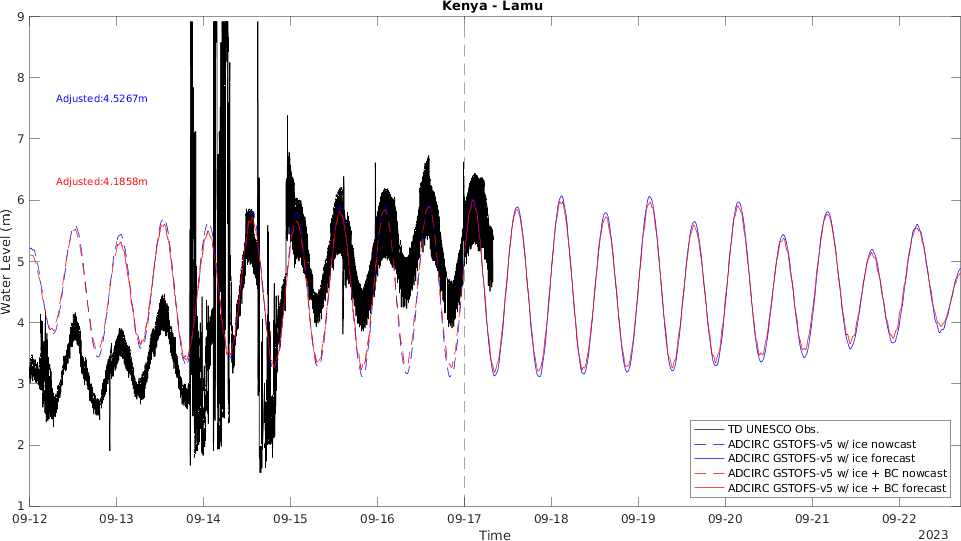 Kenya - Lamu
9
8
Adjusted:4.5267m
7
Adjusted:4.1858m
6
5
4
3
2
1
Water Level (m)
TD UNESCO Obs.
ADCIRC GSTOFS-v5 w/ ice nowcast
ADCIRC GSTOFS-v5 w/ ice forecast
ADCIRC GSTOFS-v5 w/ ice + BC nowcast
ADCIRC GSTOFS-v5 w/ ice + BC forecast
09-12 09-13 09-14 09-15 09-16 09-17 09-18 09-19 09-20 09-21 09-22
Time
2023